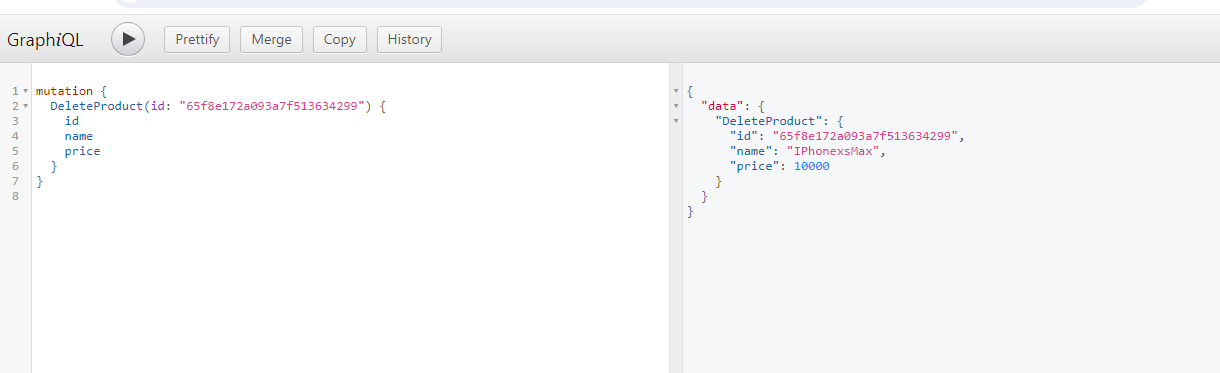 GraphiQL Prettify Merge Copy History
1 mutation {
2 DeleteProduct(id: "65f8e172a093a7f513634299") {
3 id
4 name
5 price
6 }
7 }
8
{
"data": {
"DeleteProduct": {
"id": "65f8e172a093a7f513634299",
"name": "IPhonexsMax",
"price": 10000
}
}
}